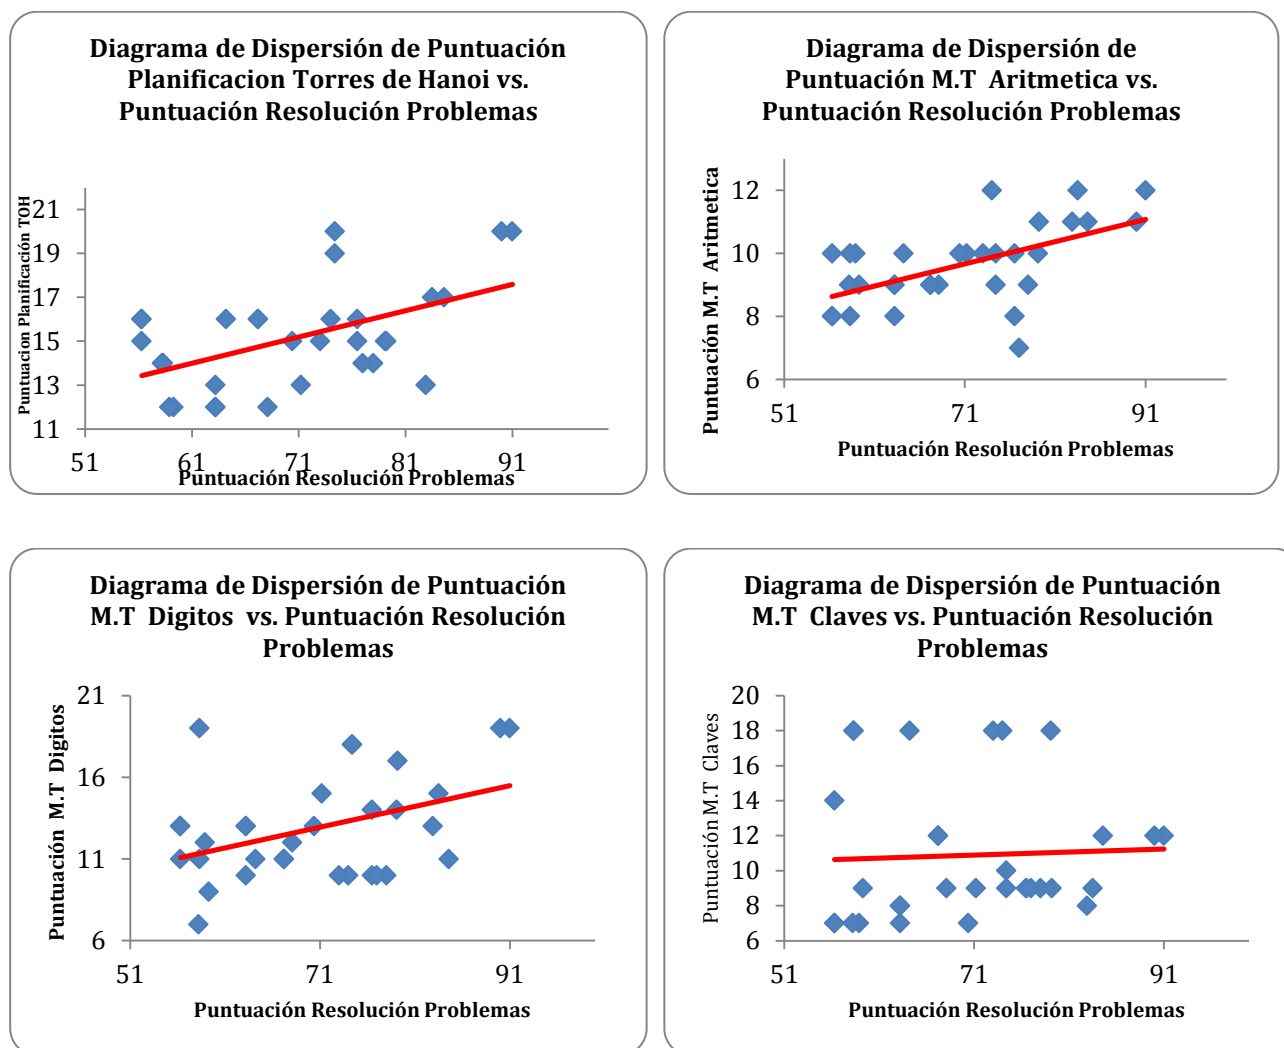 Diagrama de Dispersión de Puntuación
Planificacion Torres de Hanoi vs.
Puntuación Resolución Problemas
Puntuacion Planificación TOH
21
19
17
15
13
11
51 61 71 81 91
Puntuación Resolución Problemas
Diagrama de Dispersión de
Puntuación M.T Aritmetica vs.
Puntuación Resolución Problemas
Puntuación M.T Aritmetica
12
10
8
6
51 71 91
Puntuación Resolución Problemas
Diagrama de Dispersión de Puntuación
M.T Digitos vs. Puntuación Resolución
Problemas
Puntuación M.T Digitos
21
16
11
6
51 71 91
Puntuación Resolución Problemas
Diagrama de Dispersión de Puntuación
M.T Claves vs. Puntuación Resolución
Problemas
Puntuación M.T Claves
20
18
16
14
12
10
8
6
51 71 91
Puntuación Resolución Problemas